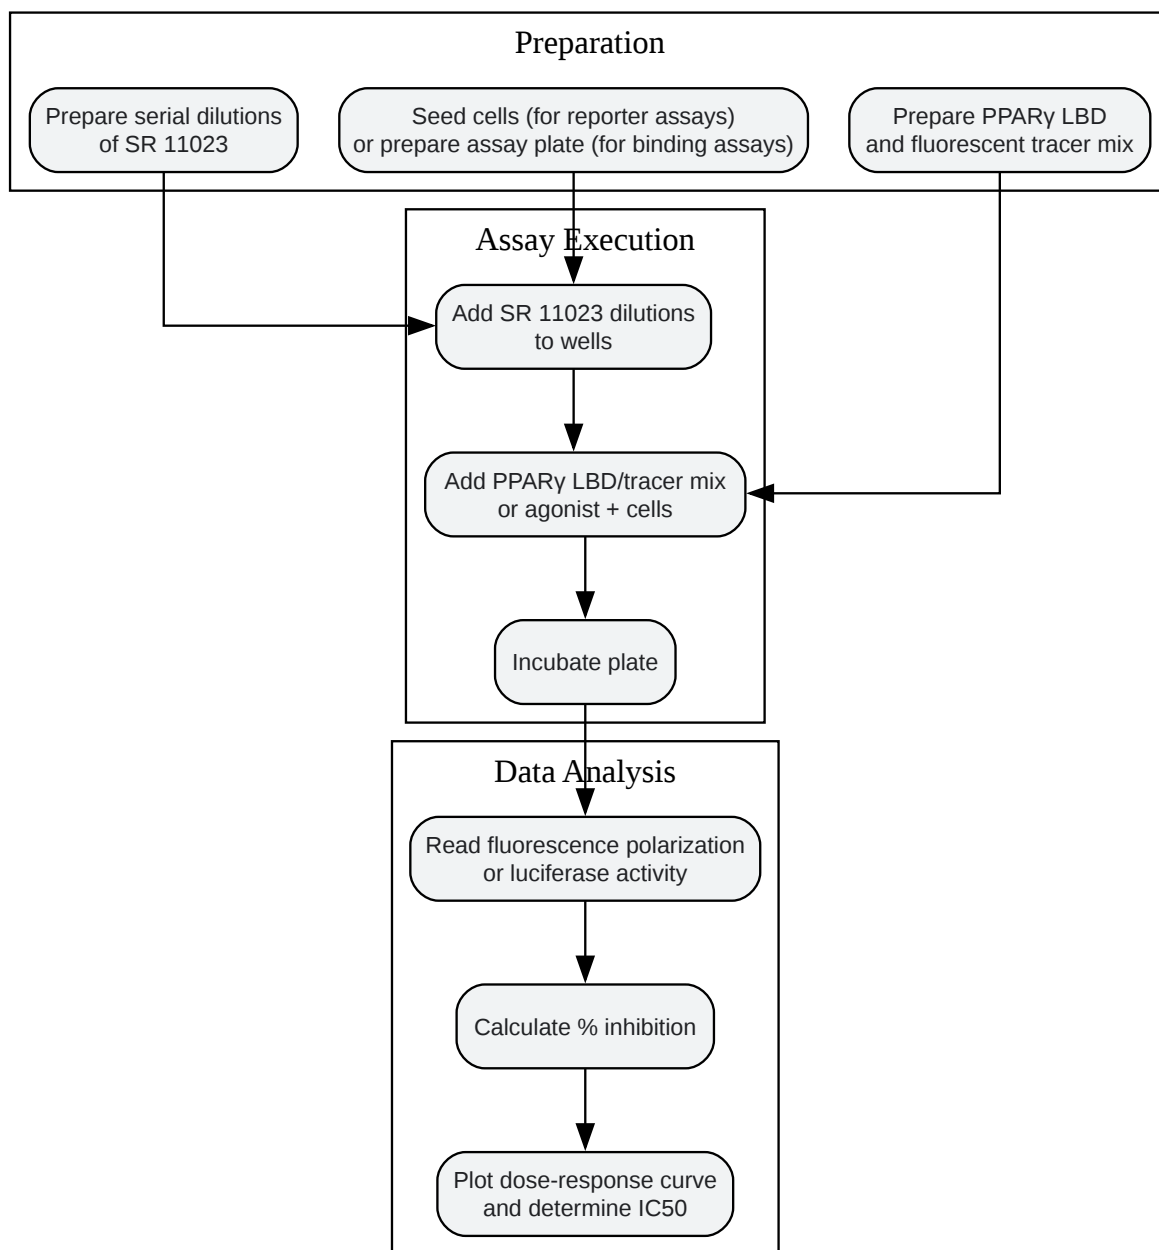 Preparation
Prepare serial dilutions
of SR 11023
Seed cells (for reporter assays)
or prepare assay plate (for binding assays)
Prepare PPARγ LBD
and fluorescent tracer mix
Assay Execution
Add SR 11023 dilutions
to wells
Add PPARγ LBD/tracer mix
or agonist + cells
Incubate plate
Data Analysis
Read fluorescence polarization
or luciferase activity
Calculate % inhibition
Plot dose-response curve
and determine IC50